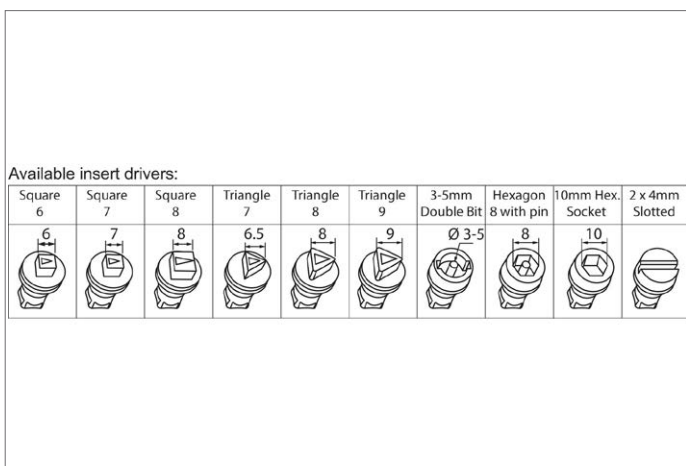 Available insert drivers:
Square 6
Square 7
Square 8
Triangle 7
Triangle 8
Triangle 9
3-5mm Double Bit
Hexagon 8 with pin
10mm Hex. Socket
2 x 4mm Slotted
6
7
8
6.5
8
9
Ø 3-5
8
10